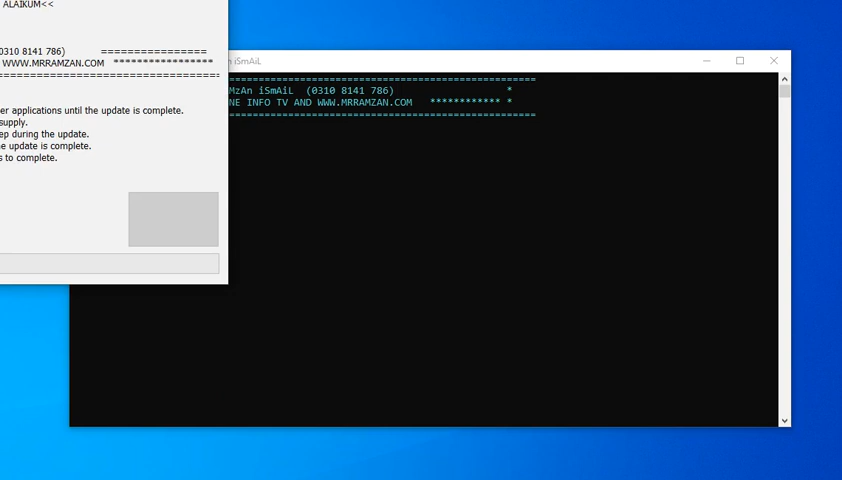 ALAIKUM<<
0310 8141 786) ================
WWW.MRRAMZAN.COM *****************
=====================================
er applications until the update is complete.
supply.
ep during the update.
e update is complete.
s to complete.
n iSmAiL
====================================================
MzAn iSmAiL (0310 8141 786) *
NE INFO TV AND WWW.MRRAMZAN.COM ************ *
====================================================